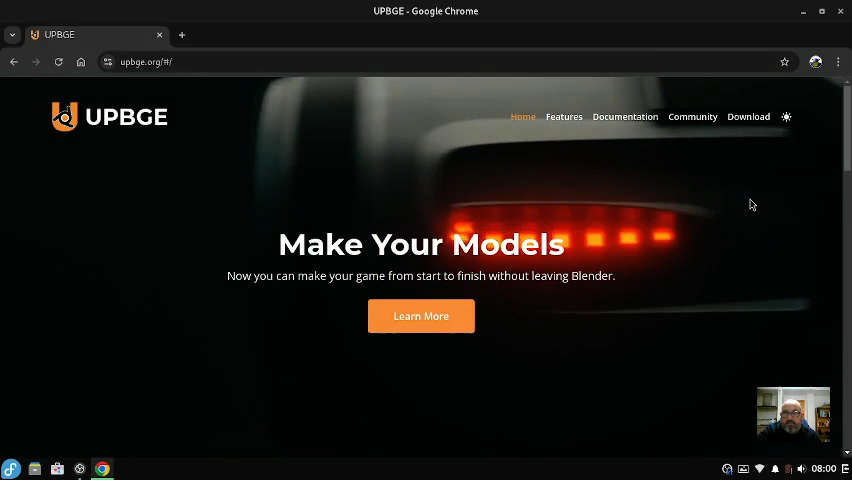 UPBGE - Google Chrome
UPBGE
upbge.org/#/
UPBGE
Home Features Documentation Community Download
Make Your Models
Now you can make your game from start to finish without leaving Blender.
Learn More
08:00